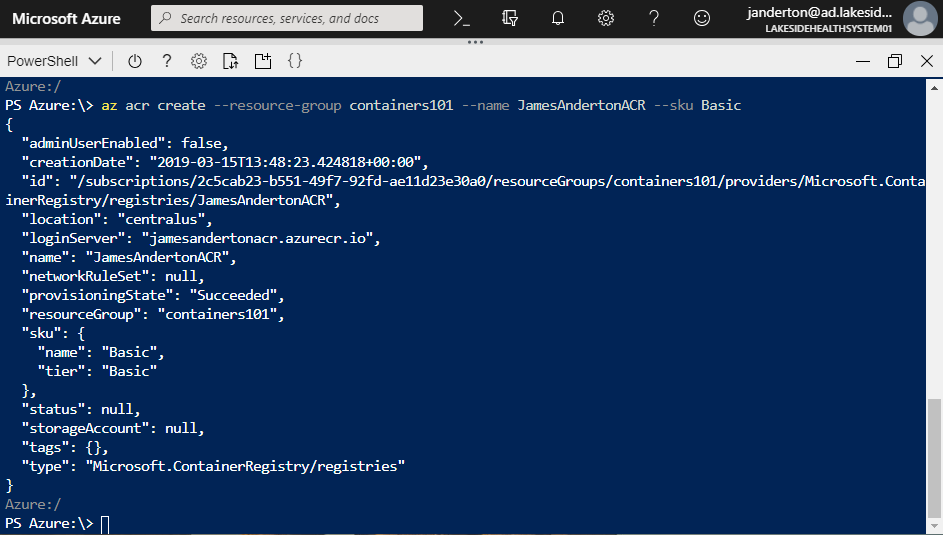 Microsoft Azure
Search resources, services, and docs
janderton@ad.lakesid...
LAKESIDEHEALTHSYSTEM01
PowerShell
Azure:/
PS Azure:\> az acr create --resource-group containers101 --name JamesAndertonACR --sku Basic
{
  "adminUserEnabled": false,
  "creationDate": "2019-03-15T13:48:23.424818+00:00",
  "id": "/subscriptions/2c5cab23-b551-49f7-92fd-ae11d23e30a0/resourceGroups/containers101/providers/Microsoft.Conta
inerRegistry/registries/JamesAndertonACR",
  "location": "centralus",
  "loginServer": "jamesandertonacr.azurecr.io",
  "name": "JamesAndertonACR",
  "networkRuleSet": null,
  "provisioningState": "Succeeded",
  "resourceGroup": "containers101",
  "sku": {
    "name": "Basic",
    "tier": "Basic"
  },
  "status": null,
  "storageAccount": null,
  "tags": {},
  "type": "Microsoft.ContainerRegistry/registries"
}
Azure:/
PS Azure:\>